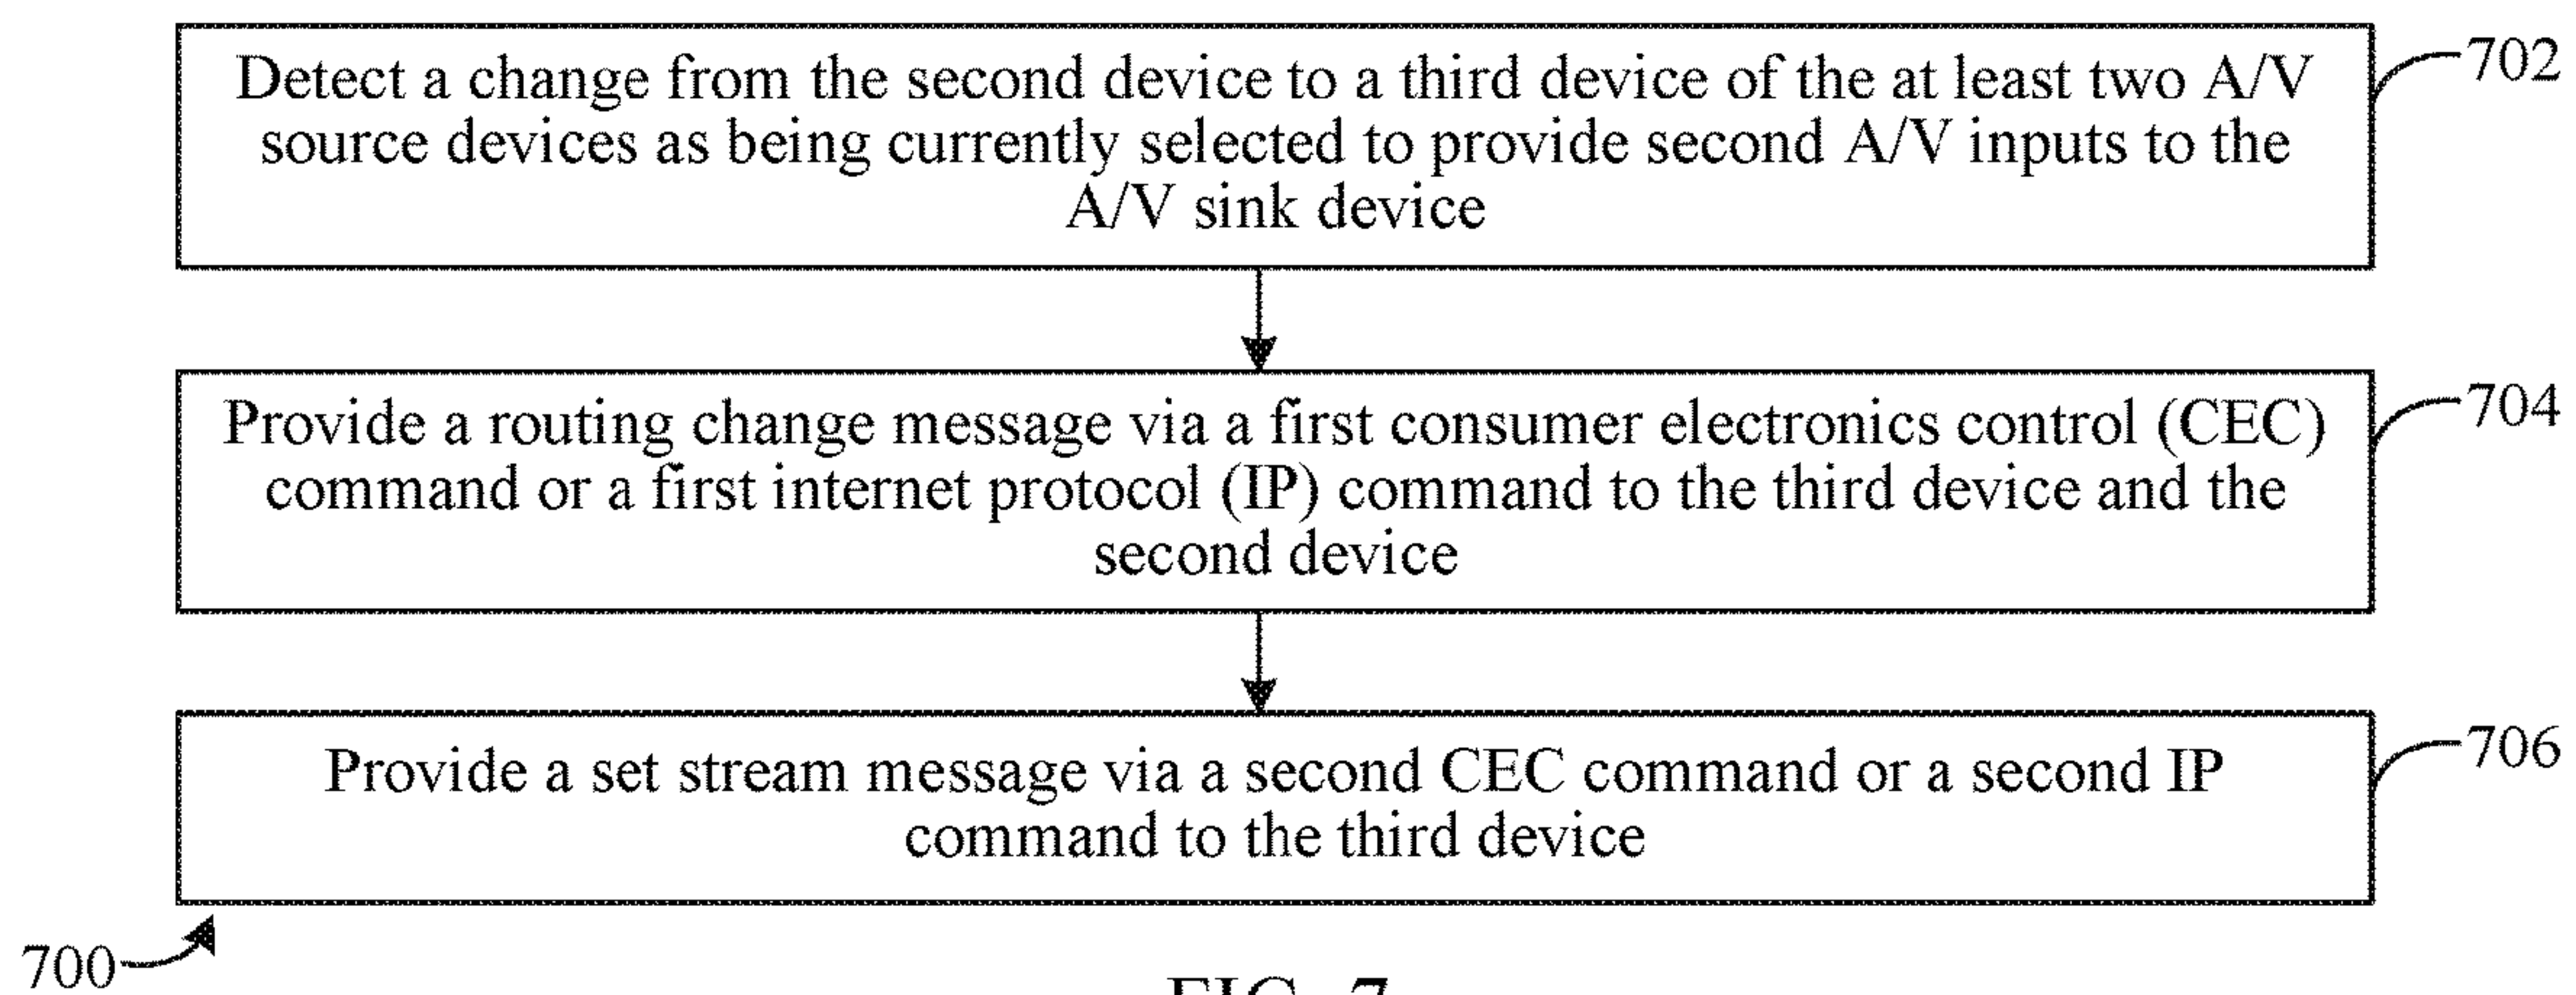 Detect a change from the second device to a third device of the at least two A/V
source devices as being currently selected to provide second A/V inputs to the
A/V sink device
702
Provide a routing change message via a first consumer electronics control (CEC)
command or a first internet protocol (IP) command to the third device and the
second device
704
Provide a set stream message via a second CEC command or a second IP
command to the third device
706
700
FIG. 7